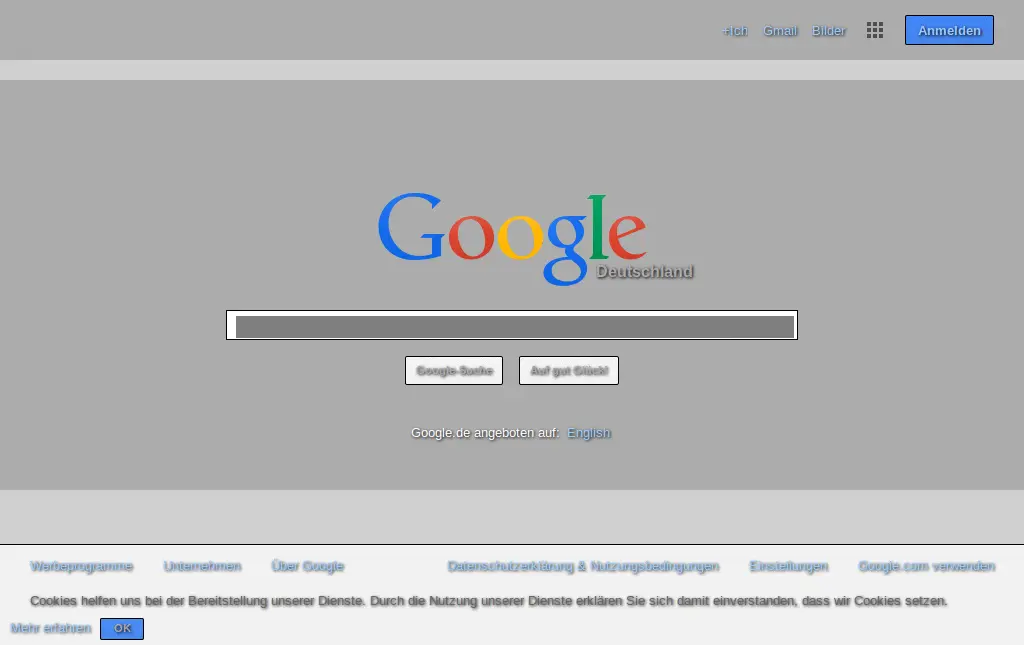 +Ich Gmail Bilder Anmelden
Google
Deutschland
Google-Suche Auf gut Glück!
Google.de angeboten auf: English
Werbeprogramme Unternehmen Über Google Datenschutzerklärung & Nutzungsbedingungen Einstellungen Google.com verwenden
Cookies helfen uns bei der Bereitstellung unserer Dienste. Durch die Nutzung unserer Dienste erklären Sie sich damit einverstanden, dass wir Cookies setzen.
Mehr erfahren OK